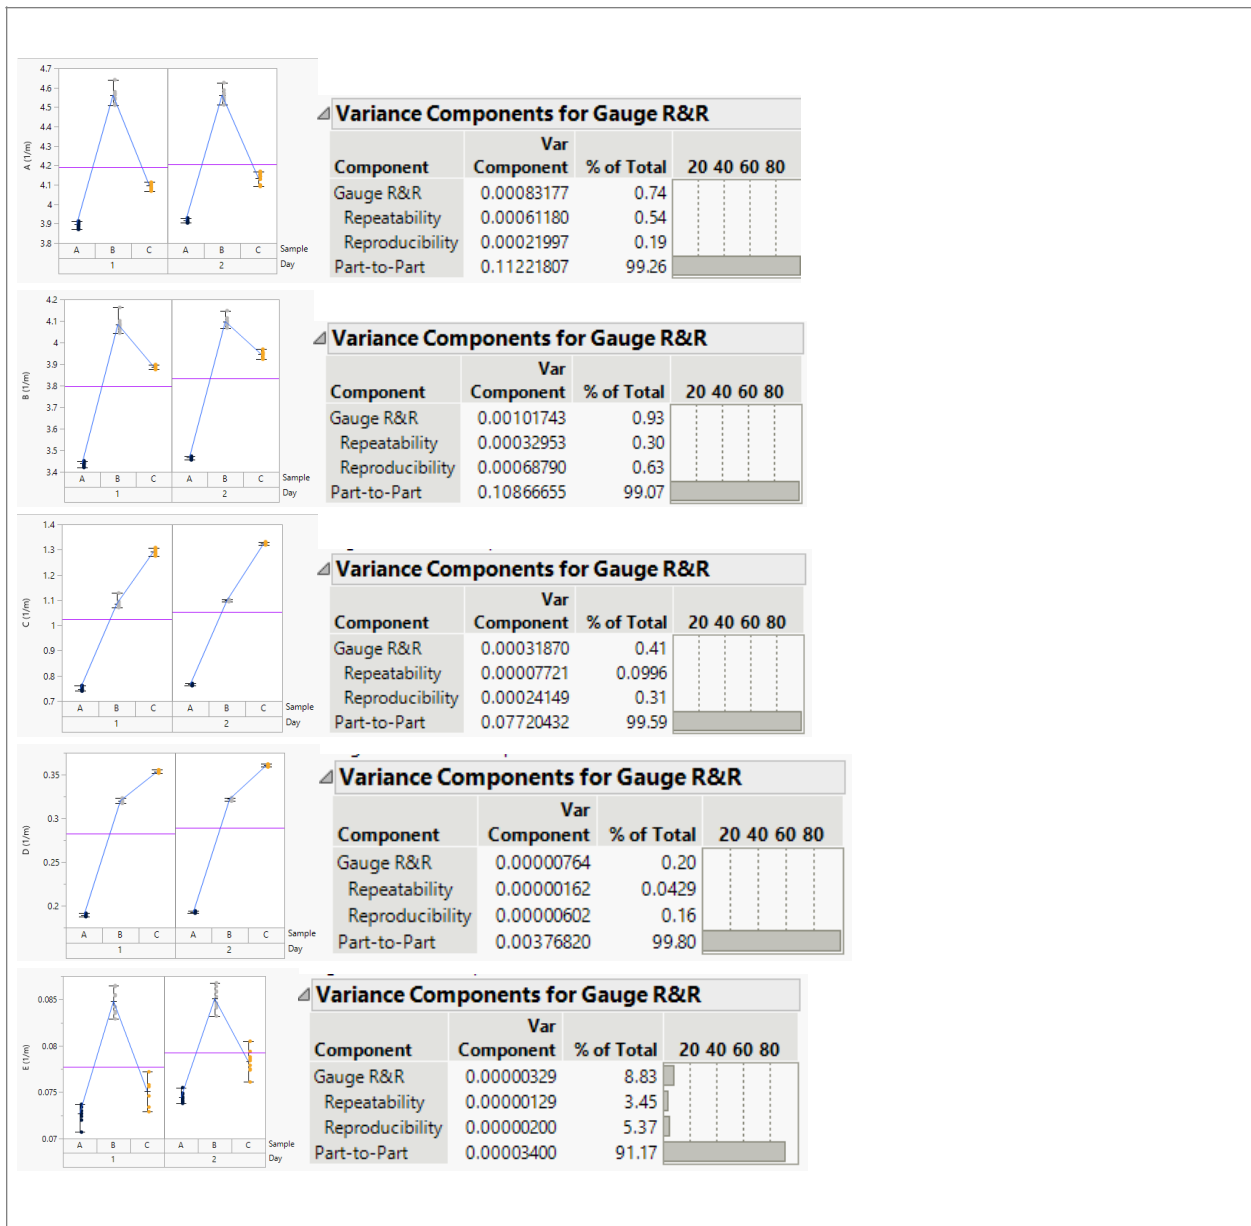 4.7
4.6
4.5
4.4
4.3
4.2
4.1
4
3.9
3.8
A (1/m)
A B C A B C Sample
1 2 Day
Variance Components for Gauge R&R
Var
Component Component % of Total 20 40 60 80
Gauge R&R 0.00083177 0.74
Repeatability 0.00061180 0.54
Reproducibility 0.00021997 0.19
Part-to-Part 0.11221807 99.26
4.2
4.1
4
3.9
3.8
3.7
3.6
3.5
3.4
B (1/m)
A B C A B C Sample
1 2 Day
Variance Components for Gauge R&R
Var
Component Component % of Total 20 40 60 80
Gauge R&R 0.00101743 0.93
Repeatability 0.00032953 0.30
Reproducibility 0.00068790 0.63
Part-to-Part 0.10866655 99.07
1.4
1.3
1.2
1.1
1
0.9
0.8
0.7
C (1/m)
A B C A B C Sample
1 2 Day
Variance Components for Gauge R&R
Var
Component Component % of Total 20 40 60 80
Gauge R&R 0.00031870 0.41
Repeatability 0.00007721 0.0996
Reproducibility 0.00024149 0.31
Part-to-Part 0.07720432 99.59
0.35
0.3
0.25
0.2
D (1/m)
A B C A B C Sample
1 2 Day
Variance Components for Gauge R&R
Var
Component Component % of Total 20 40 60 80
Gauge R&R 0.00000764 0.20
Repeatability 0.00000162 0.0429
Reproducibility 0.00000602 0.16
Part-to-Part 0.00376820 99.80
0.085
0.08
0.075
0.07
E (1/m)
A B C A B C Sample
1 2 Day
Variance Components for Gauge R&R
Var
Component Component % of Total 20 40 60 80
Gauge R&R 0.00000329 8.83
Repeatability 0.00000129 3.45
Reproducibility 0.00000200 5.37
Part-to-Part 0.00003400 91.17